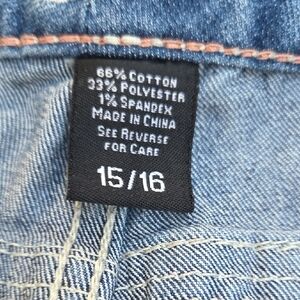 66% COTTON
33% POLYESTER
1% SPANDEX
MADE IN CHINA
SEE REVERSE
FOR CARE
15/16